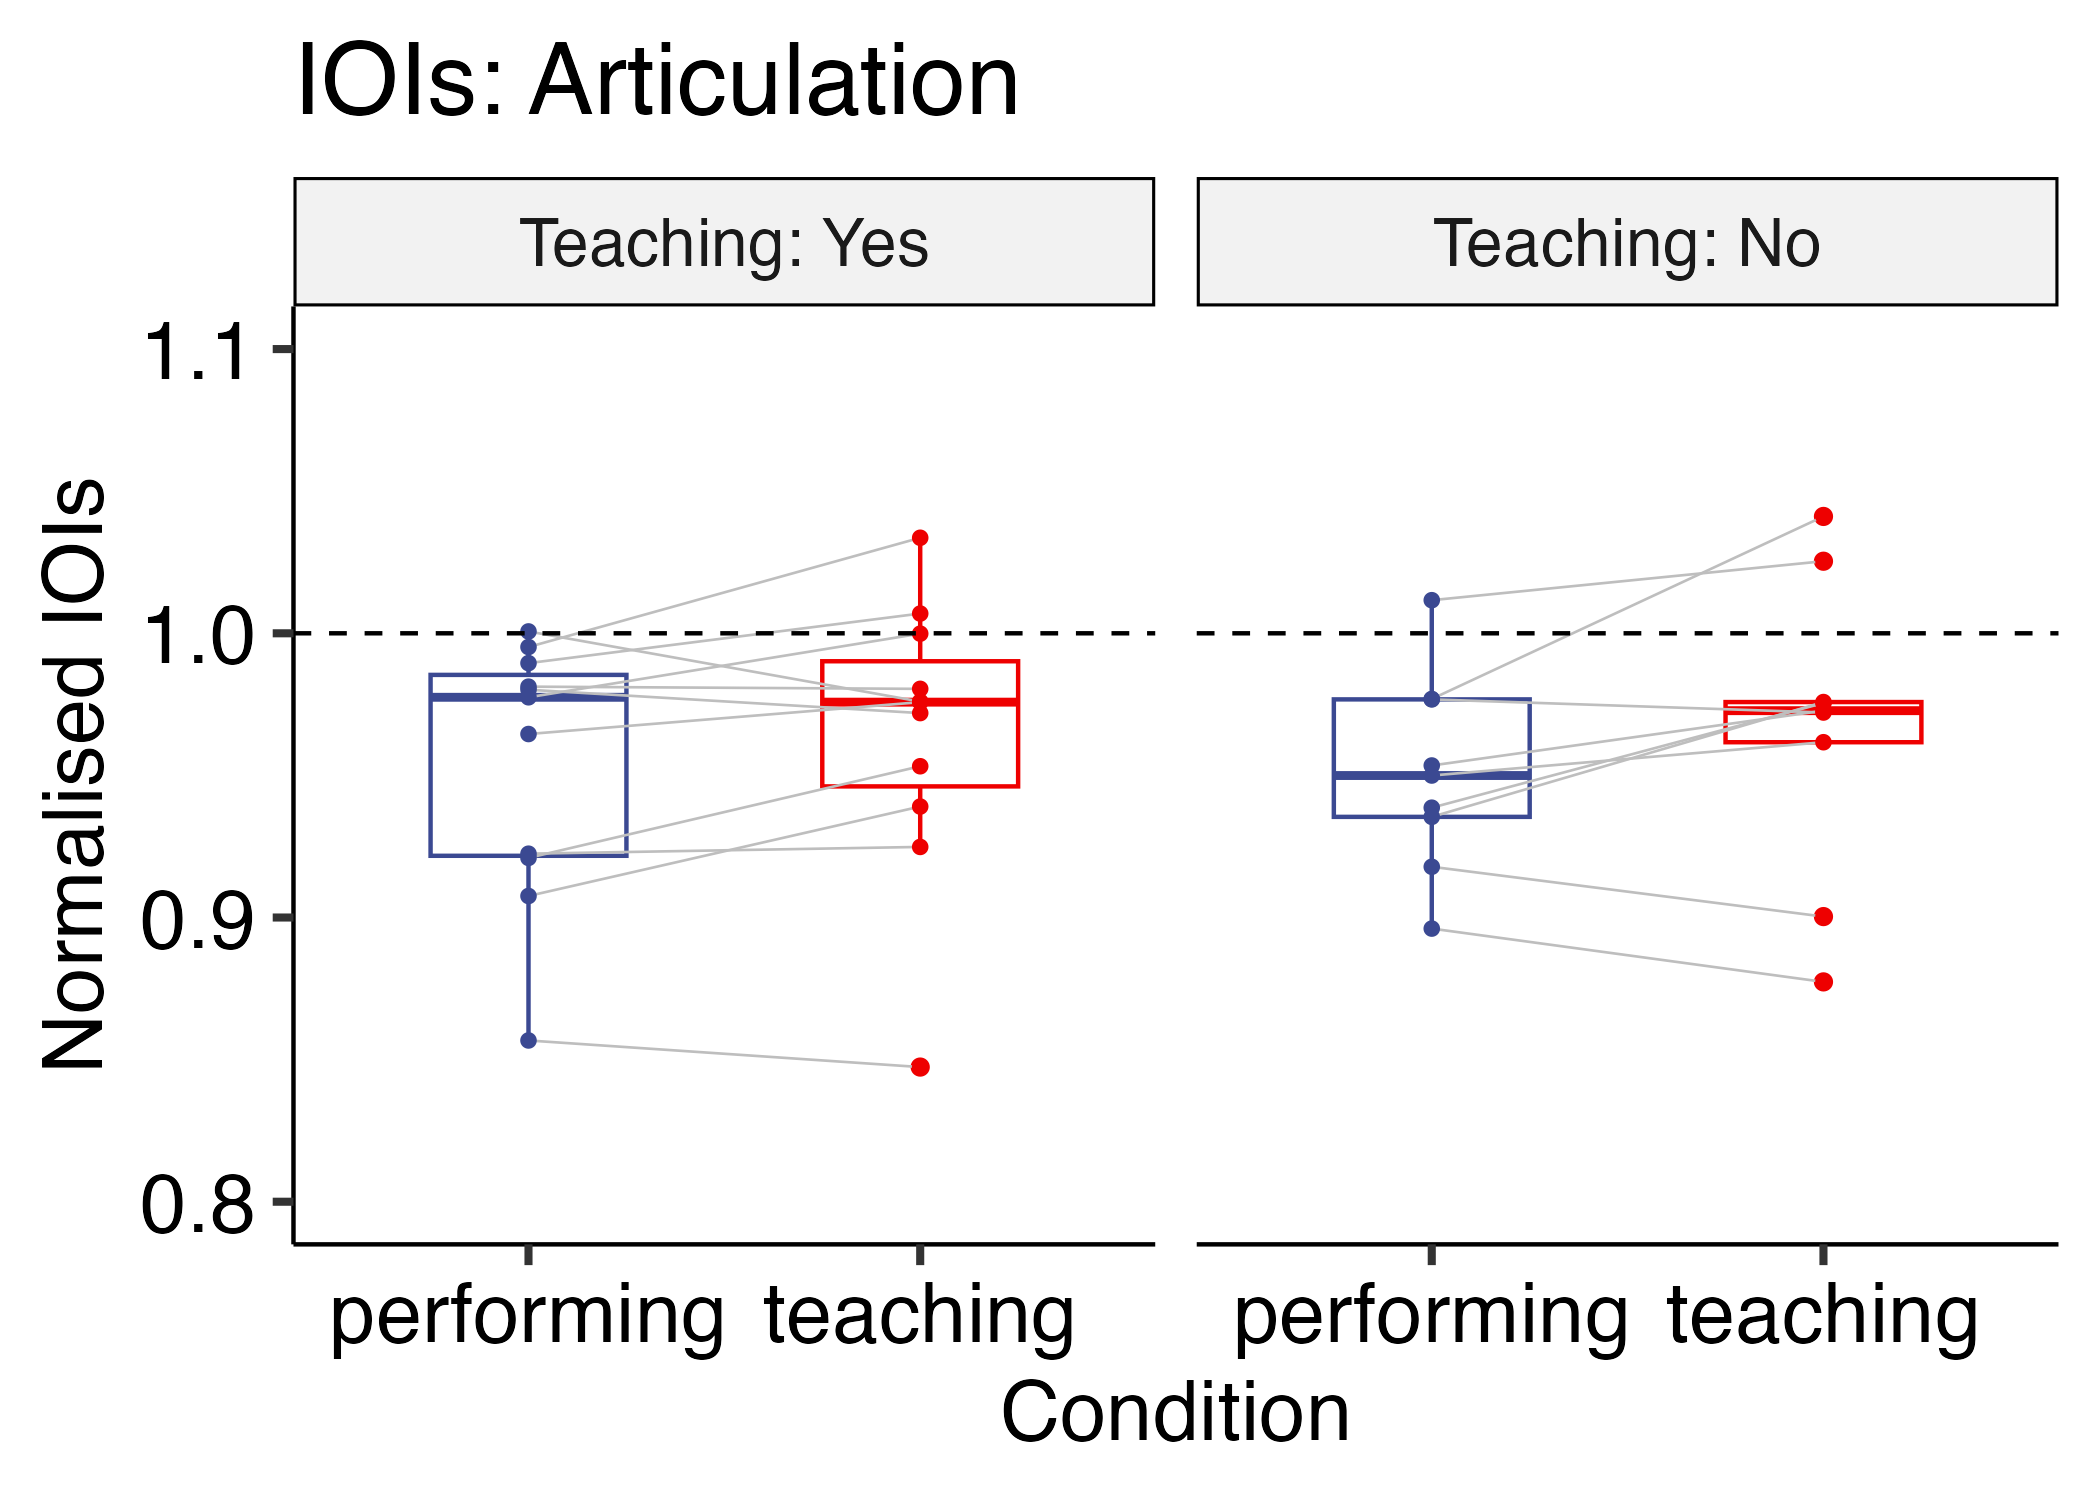 IOIs: Articulation
Teaching: Yes
Teaching: No
Normalised IOIs
1.1
1.0
0.9
0.8
performing teaching
performing teaching
Condition